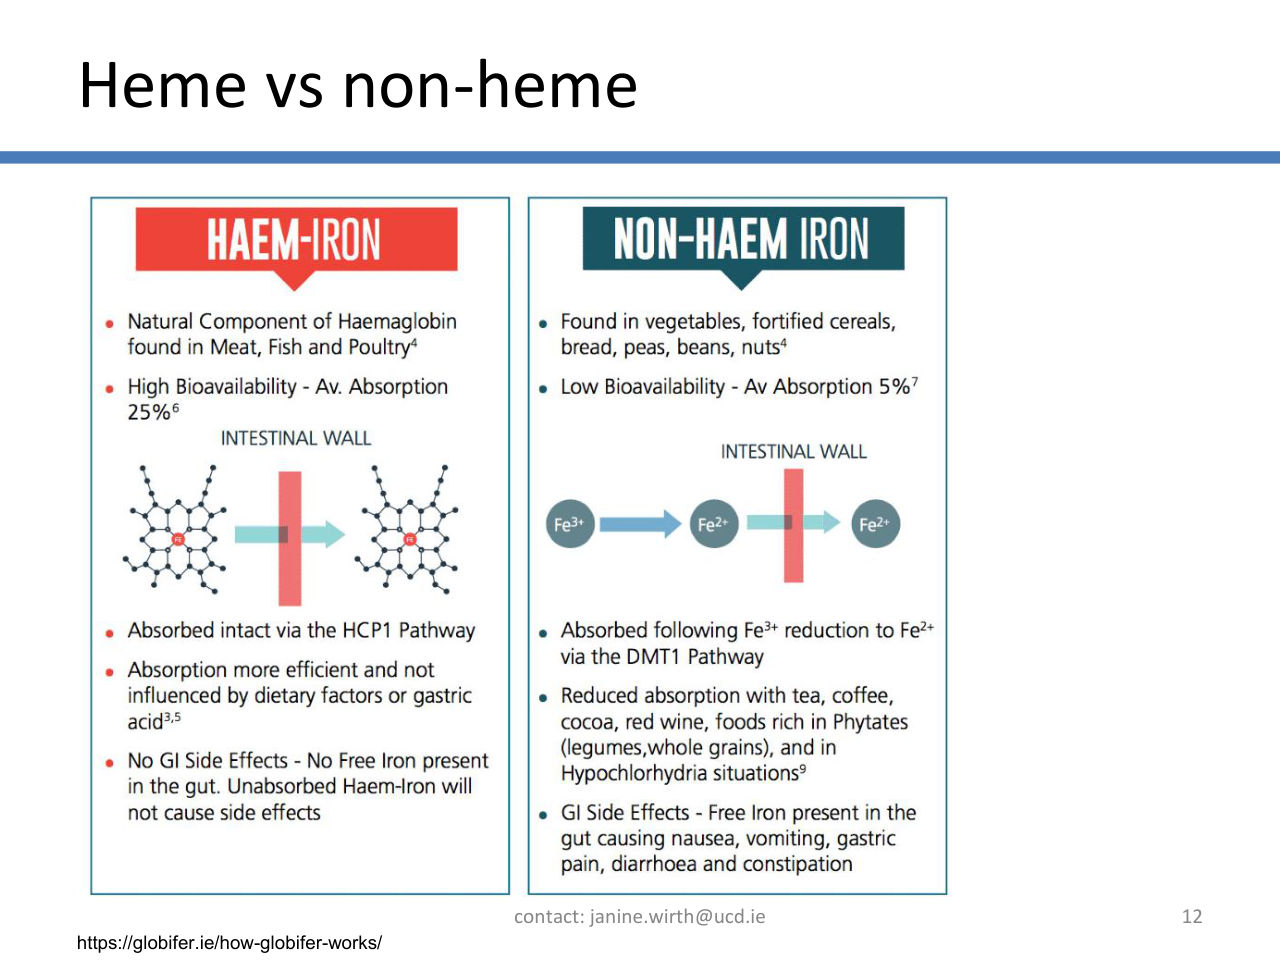 Heme vs non-heme
HAEM-IRON
• Natural Component of Haemaglobin
found in Meat, Fish and Poultry⁴
• High Bioavailability - Av. Absorption
25%⁶
INTESTINAL WALL
FE
FE
• Absorbed intact via the HCP1 Pathway
• Absorption more efficient and not
influenced by dietary factors or gastric
acid³,⁵
• No GI Side Effects - No Free Iron present
in the gut. Unabsorbed Haem-Iron will
not cause side effects
NON-HAEM IRON
• Found in vegetables, fortified cereals,
bread, peas, beans, nuts⁴
• Low Bioavailability - Av Absorption 5%⁷
INTESTINAL WALL
Fe³⁺
Fe²⁺
Fe²⁺
• Absorbed following Fe³⁺ reduction to Fe²⁺
via the DMT1 Pathway
• Reduced absorption with tea, coffee,
cocoa, red wine, foods rich in Phytates
(legumes,whole grains), and in
Hypochlorhydria situations⁹
• GI Side Effects - Free Iron present in the
gut causing nausea, vomiting, gastric
pain, diarrhoea and constipation
contact: janine.wirth@ucd.ie
12
https://globifer.ie/how-globifer-works/